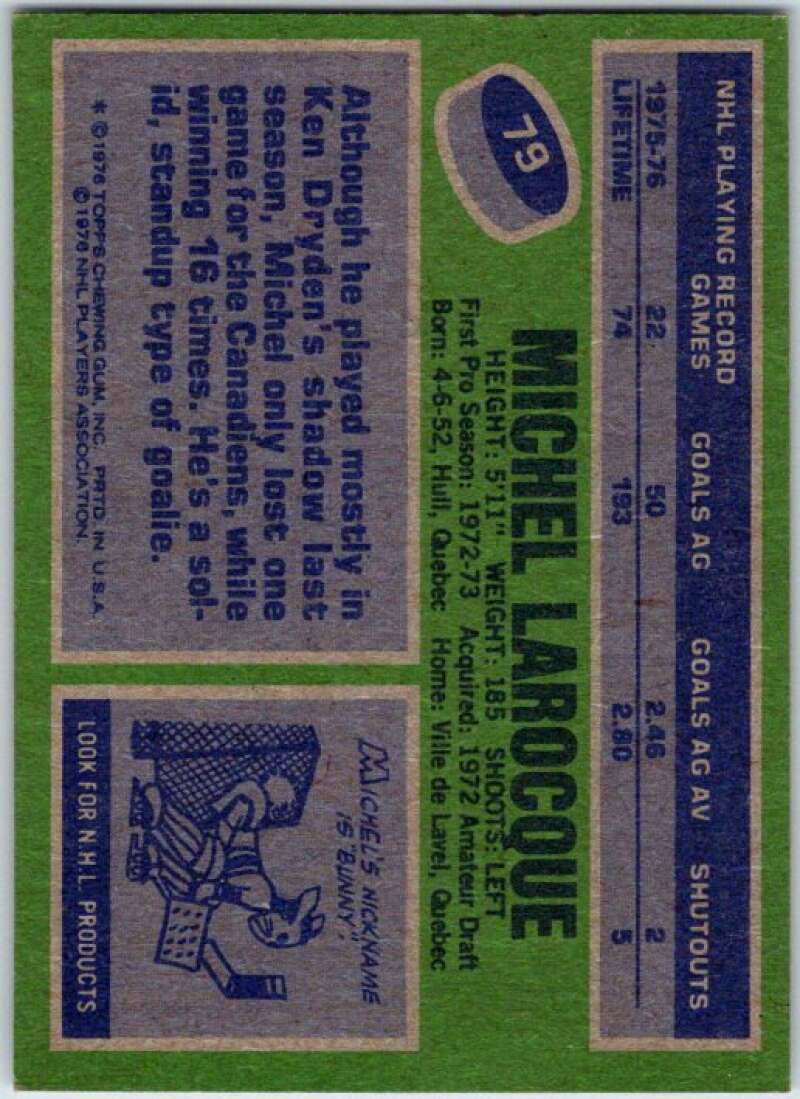 NHL PLAYING RECORD
GAMES GOALS AG GOALS AG AV SHUTOUTS
1975-76 22 50 2.46 2
LIFETIME 74 193 2.80 5
79
MICHEL LAROCQUE
HEIGHT: 5'11" WEIGHT: 185 SHOOTS: LEFT
First Pro Season: 1972-73 Acquired: 1972 Amateur Draft
Born: 4-6-52, Hull, Quebec Home: Ville de Lavel, Quebec
Although he played mostly in
Ken Dryden's shadow last
season, Michel only lost one
game for the Canadiens, while
winning 16 times. He's a sol-
id, standup type of goalie.
* © 1976 TOPPS CHEWING GUM, INC. PRTD. IN U.S.A.
© 1976 NHL PLAYERS ASSOCIATION.
MICHEL'S NICKNAME
IS "BUNNY".
LOOK FOR N.H.L. PRODUCTS